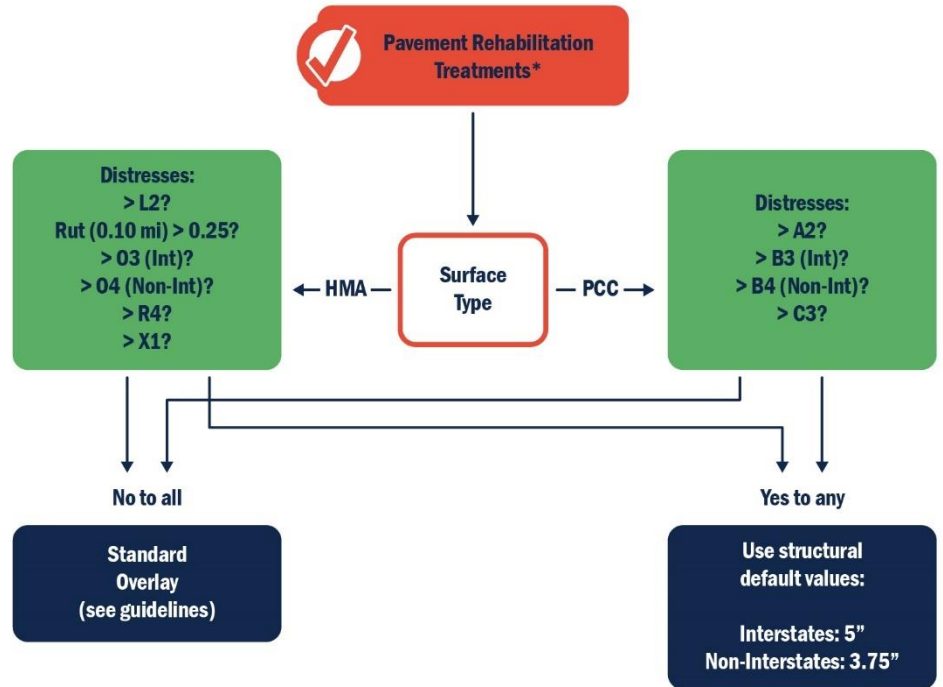 Pavement Rehabilitation
Treatments*
Distresses:
> L2?
Rut (0.10 mi) > 0.25?
> O3 (Int)?
> O4 (Non-Int)?
> R4?
> X1?
HMA
Surface
Type
PCC
Distresses:
> A2?
> B3 (Int)?
> B4 (Non-Int)?
> C3?
No to all
Yes to any
Standard
Overlay
(see guidelines)
Use structural
default values:
Interstates: 5”
Non-Interstates: 3.75”